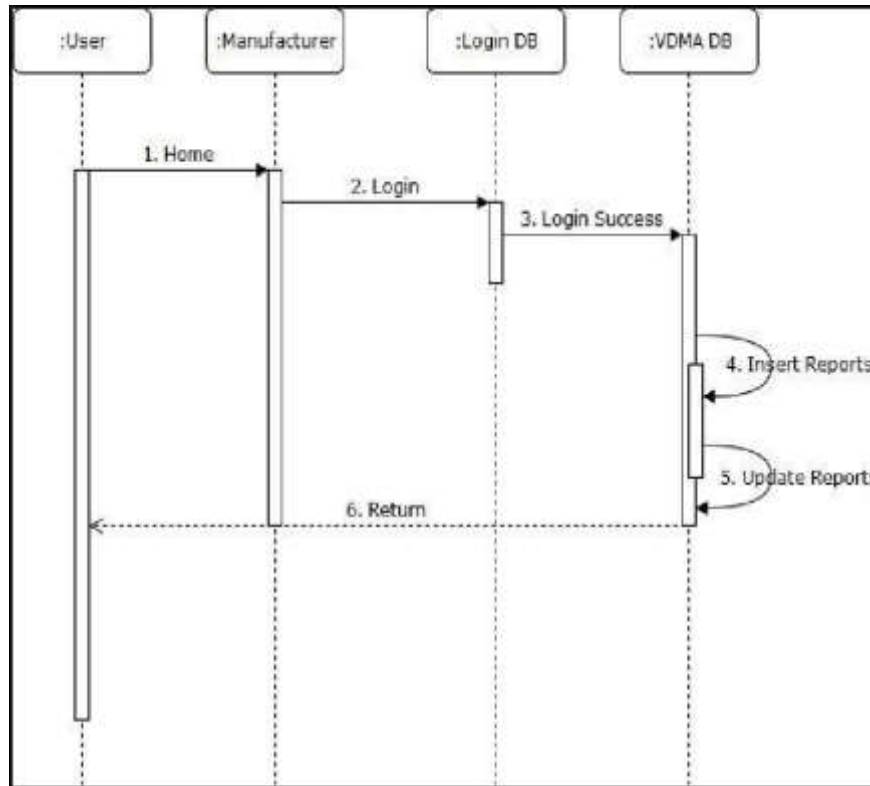 :User
:Manufacturer
:Login DB
:VDMA DB
1. Home
2. Login
3. Login Success
4. Insert Reports
5. Update Reports
6. Return